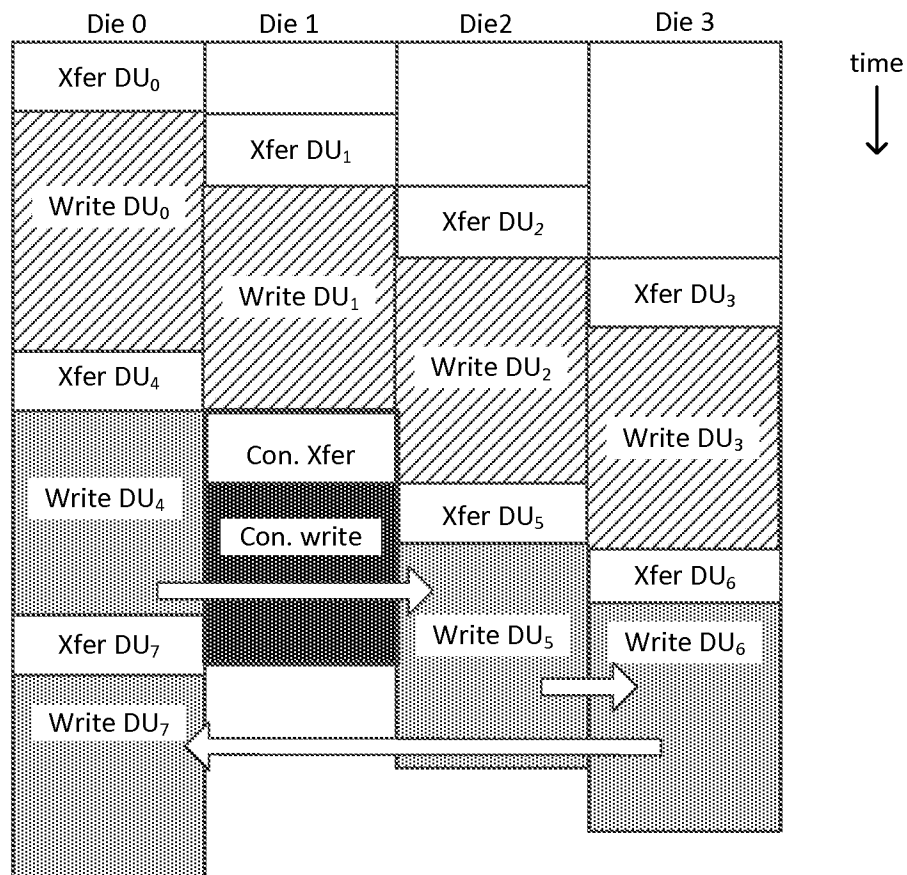 Die 0 Die 1 Die2 Die 3
time
Xfer DU₀
Xfer DU₁
Write DU₀
Xfer DU₂
Write DU₁
Xfer DU₃
Write DU₂
Xfer DU₄
Write DU₃
Con. Xfer
Write DU₄
Xfer DU₅
Con. write
Xfer DU₆
Write DU₅
Write DU₆
Xfer DU₇
Write DU₇